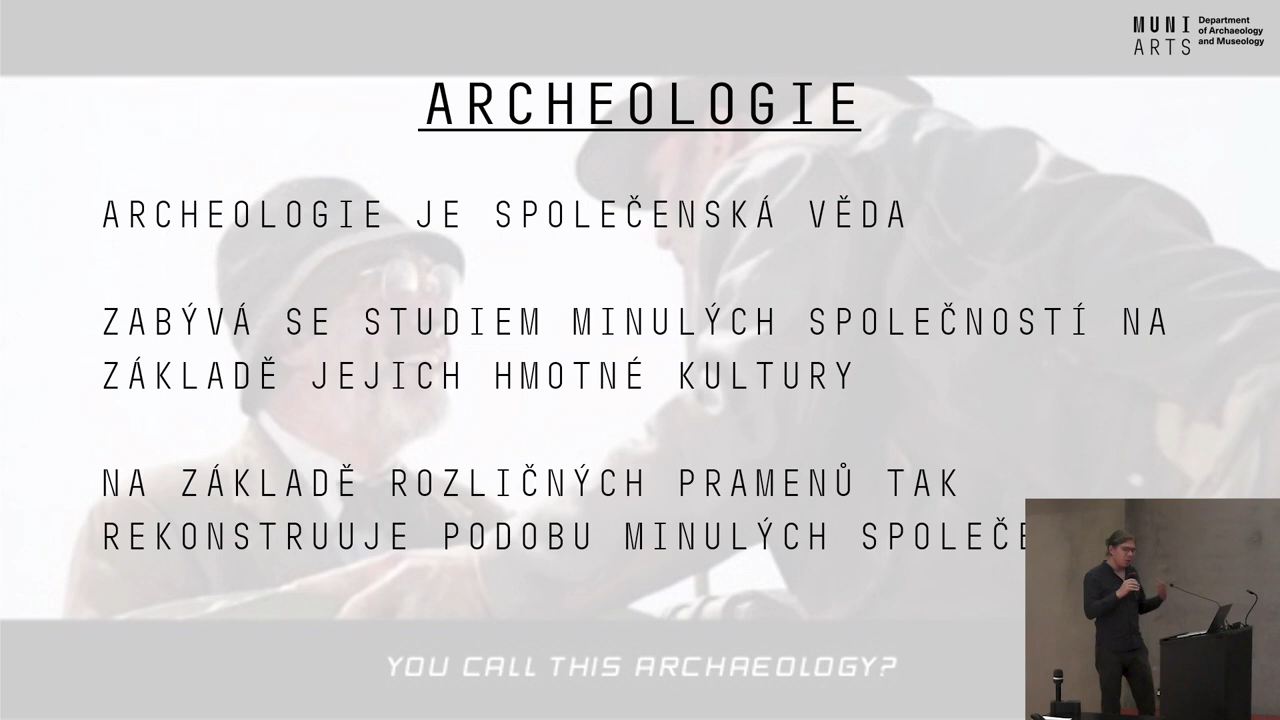 MUNI
ARTS
Department
of Archaeology
and Museology
ARCHEOLOGIE
ARCHEOLOGIE JE SPOLEČENSKÁ VĚDA
ZABÝVÁ SE STUDIEM MINULÝCH SPOLEČNOSTÍ NA
ZÁKLADĚ JEJICH HMOTNÉ KULTURY
NA ZÁKLADĚ ROZLIČNÝCH PRAMENŮ TAK
REKONSTRUUJE PODOBU MINULÝCH
YOU CALL THIS ARCHAEOLOGY?